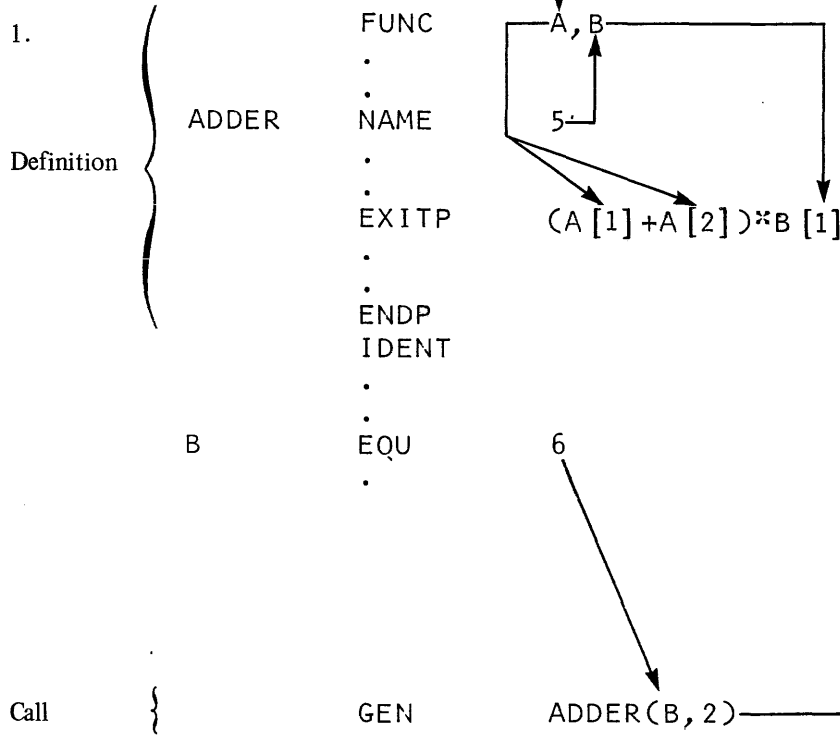 1. FUNC A,B
.
.
ADDER NAME 5
Definition .
.
EXITP (A[1]+A[2])*B[1]
.
.
ENDP
IDENT
.
.
B EQU 6
.
Call { GEN ADDER(B,2)